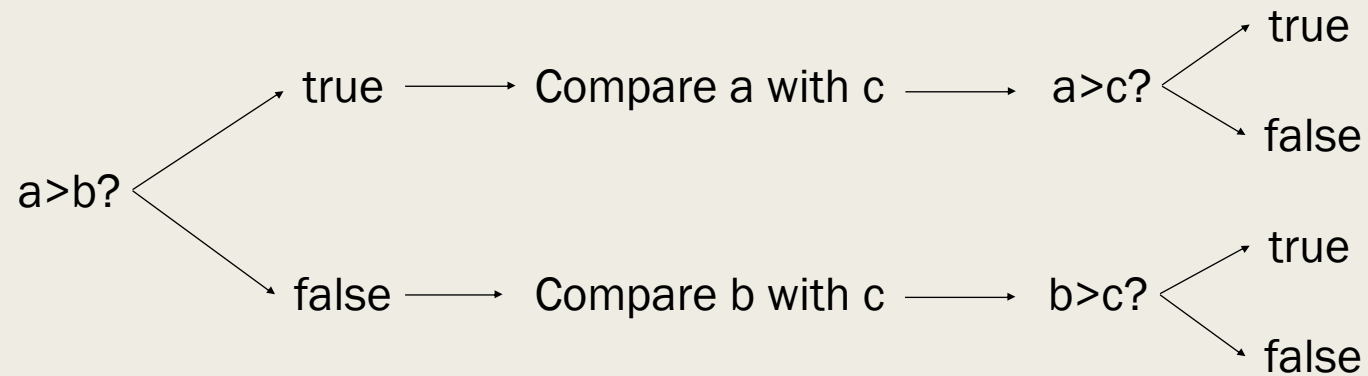 true
true Compare a with c a>c?
false
a>b?
true
false Compare b with c b>c?
false